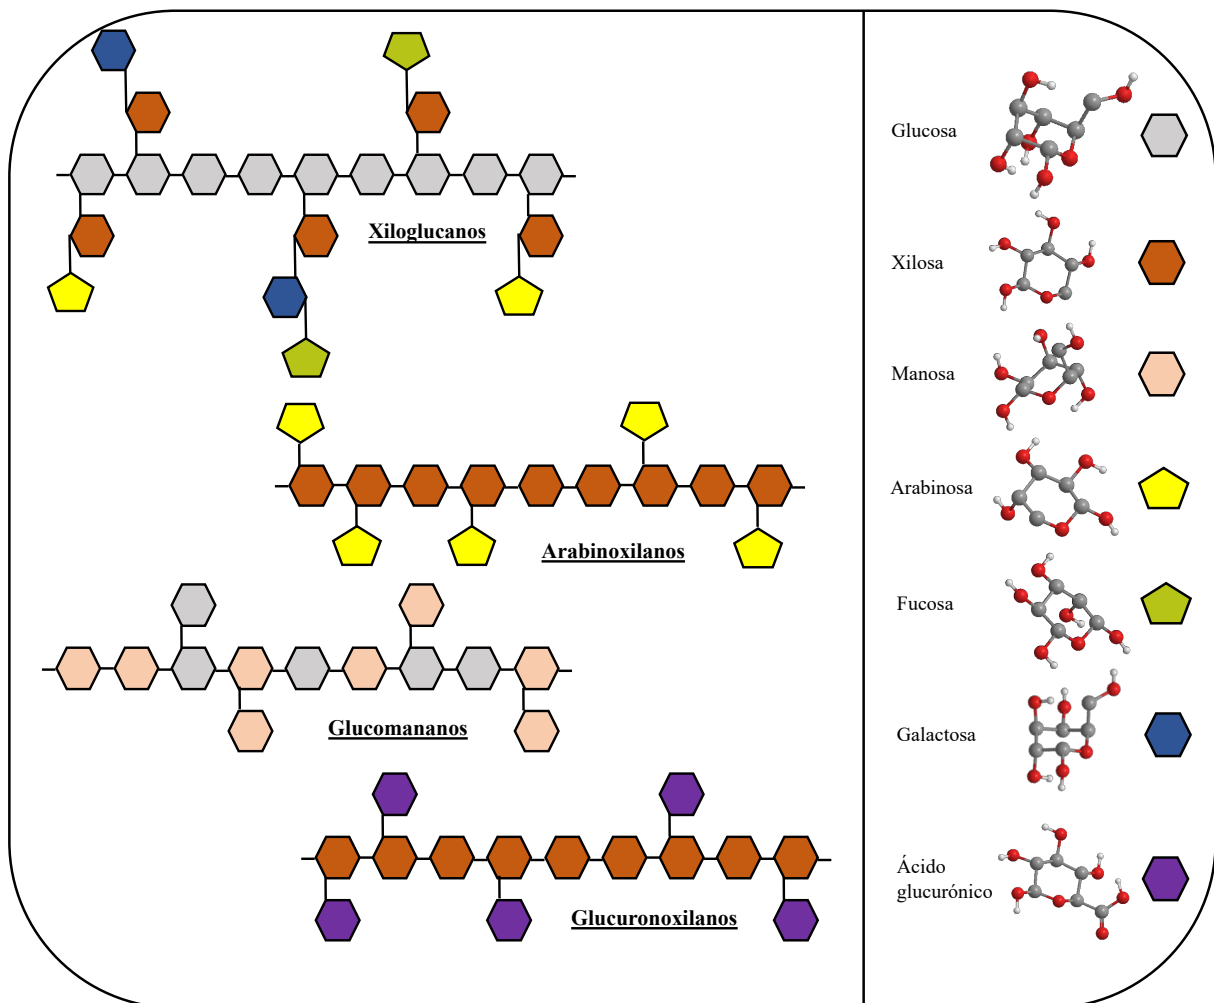 Xiloglucanos
Arabinoxilanos
Glucomananos
Glucuronoxilanos
Glucosa
Xilosa
Manosa
Arabinosa
Fucosa
Galactosa
Ácido
glucurónico